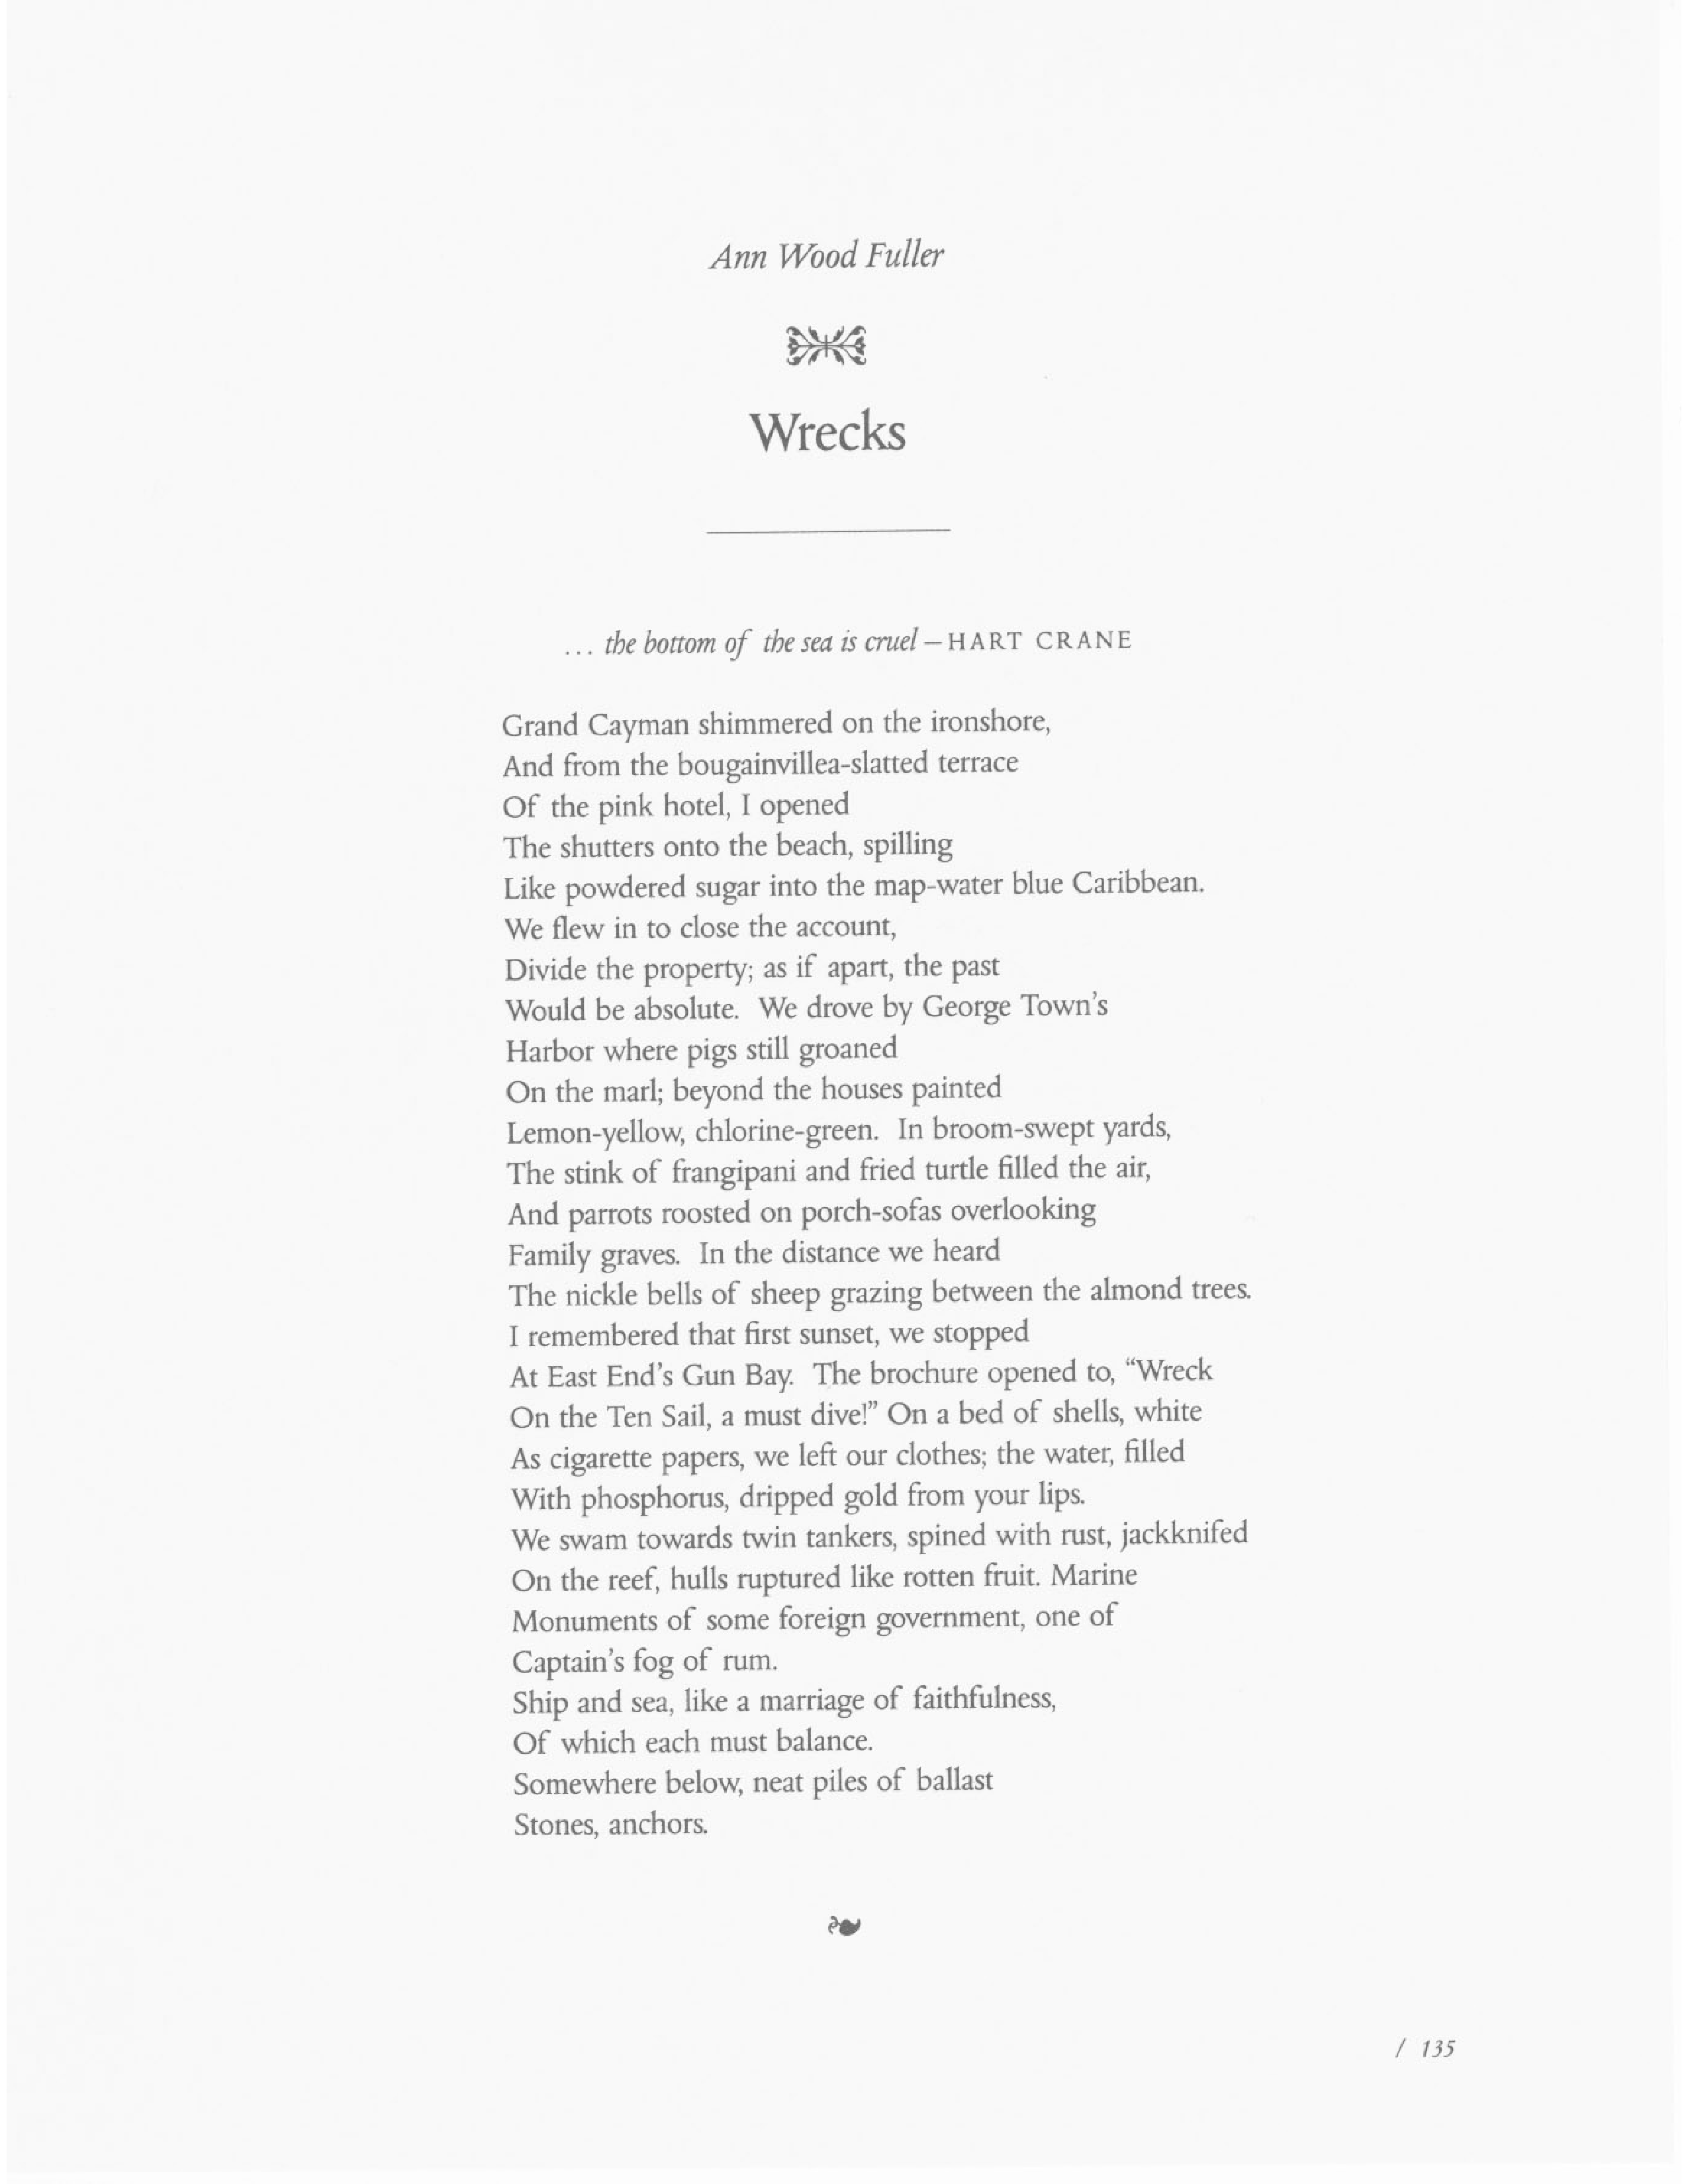 Ann Wood Fuller
Wrecks
... the bottom of the sea is cruel – HART CRANE
Grand Cayman shimmered on the ironshore,
And from the bougainvillea-slatted terrace
Of the pink hotel, I opened
The shutters onto the beach, spilling
Like powdered sugar into the map-water blue Caribbean.
We flew in to close the account,
Divide the property; as if apart, the past
Would be absolute. We drove by George Town's
Harbor where pigs still groaned
On the marl; beyond the houses painted
Lemon-yellow, chlorine-green. In broom-swept yards,
The stink of frangipani and fried turtle filled the air,
And parrots roosted on porch-sofas overlooking
Family graves. In the distance we heard
The nickle bells of sheep grazing between the almond trees.
I remembered that first sunset, we stopped
At East End's Gun Bay. The brochure opened to, “Wreck
On the Ten Sail, a must dive!” On a bed of shells, white
As cigarette papers, we left our clothes; the water, filled
With phosphorus, dripped gold from your lips.
We swam towards twin tankers, spined with rust, jackknifed
On the reef, hulls ruptured like rotten fruit. Marine
Monuments of some foreign government, one of
Captain's fog of rum.
Ship and sea, like a marriage of faithfulness,
Of which each must balance.
Somewhere below, neat piles of ballast
Stones, anchors.
/ 135